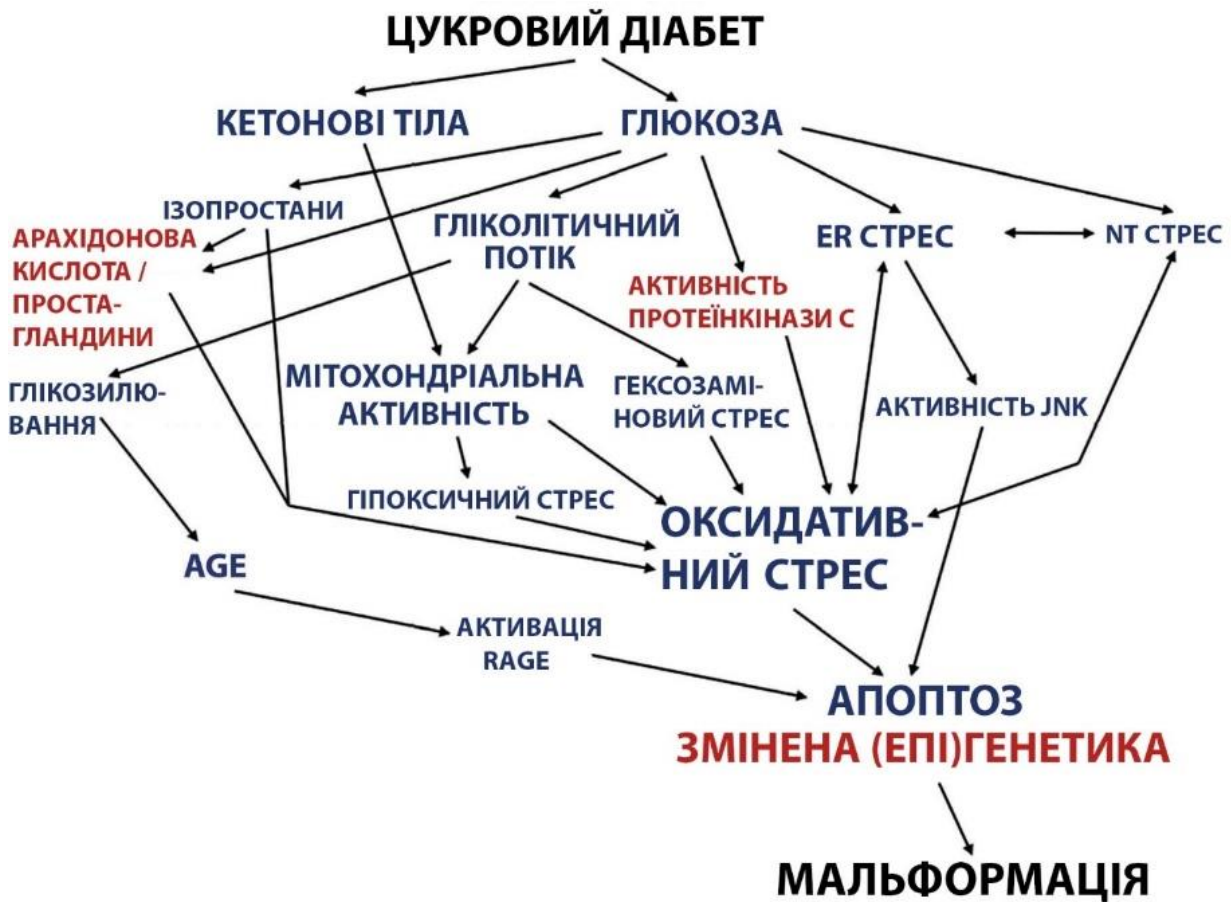 ЦУКРОВИЙ ДІАБЕТ
КЕТОНОВІ ТІЛА
ГЛЮКОЗА
ІЗОПРОСТАНИ
АРАХІДОНОВА
КИСЛОТА /
ПРОСТА-
ГЛАНДИНИ
ГЛІКОЛІТИЧНИЙ
ПОТІК
ER СТРЕС
NT СТРЕС
АКТИВНІСТЬ
ПРОТЕЇНКІНАЗИ С
ГЛІКОЗИЛЮ-
ВАННЯ
МІТОХОНДРІАЛЬНА
АКТИВНІСТЬ
ГЕКСОЗАМІ-
НОВИЙ СТРЕС
АКТИВНІСТЬ JNK
ГІПОКСИЧНИЙ СТРЕС
ОКСИДАТИВ-
НИЙ СТРЕС
AGE
АКТИВАЦІЯ
RAGE
АПОПТОЗ
ЗМІНЕНА (ЕПІ)ГЕНЕТИКА
МАЛЬФОРМАЦІЯ